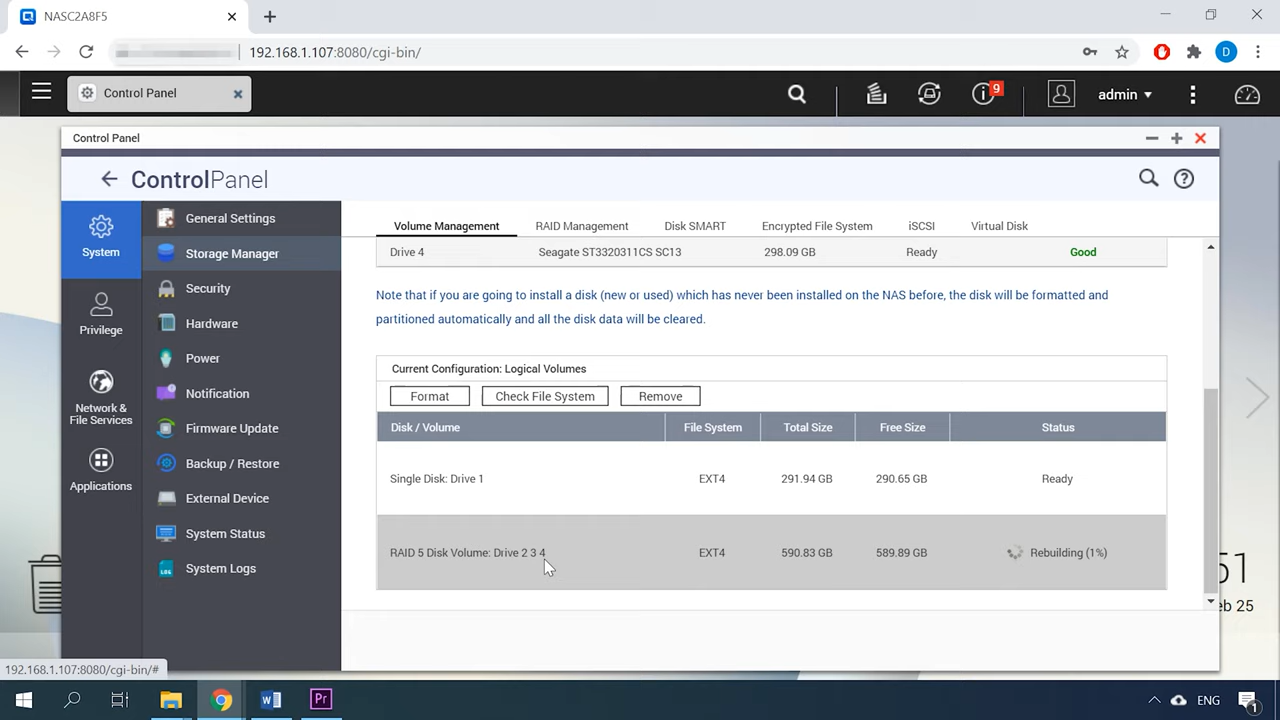 NASC2A8F5
192.168.1.107:8080/cgi-bin/
D
Control Panel
9
admin
Control Panel
ControlPanel
System
Privilege
Network &
File Services
Applications
General Settings
Storage Manager
Security
Hardware
Power
Notification
Firmware Update
Backup / Restore
External Device
System Status
System Logs
Volume Management RAID Management Disk SMART Encrypted File System iSCSI Virtual Disk
Drive 4 Seagate ST3320311CS SC13 298.09 GB Ready Good
Note that if you are going to install a disk (new or used) which has never been installed on the NAS before, the disk will be formatted and
partitioned automatically and all the disk data will be cleared.
Current Configuration: Logical Volumes
Format Check File System Remove
Disk / Volume File System Total Size Free Size Status
Single Disk: Drive 1 EXT4 291.94 GB 290.65 GB Ready
RAID 5 Disk Volume: Drive 2 3 4 EXT4 590.83 GB 589.89 GB Rebuilding (1%)
51
eb 25
192.168.1.107:8080/cgi-bin/#
W
Pr
ENG
1